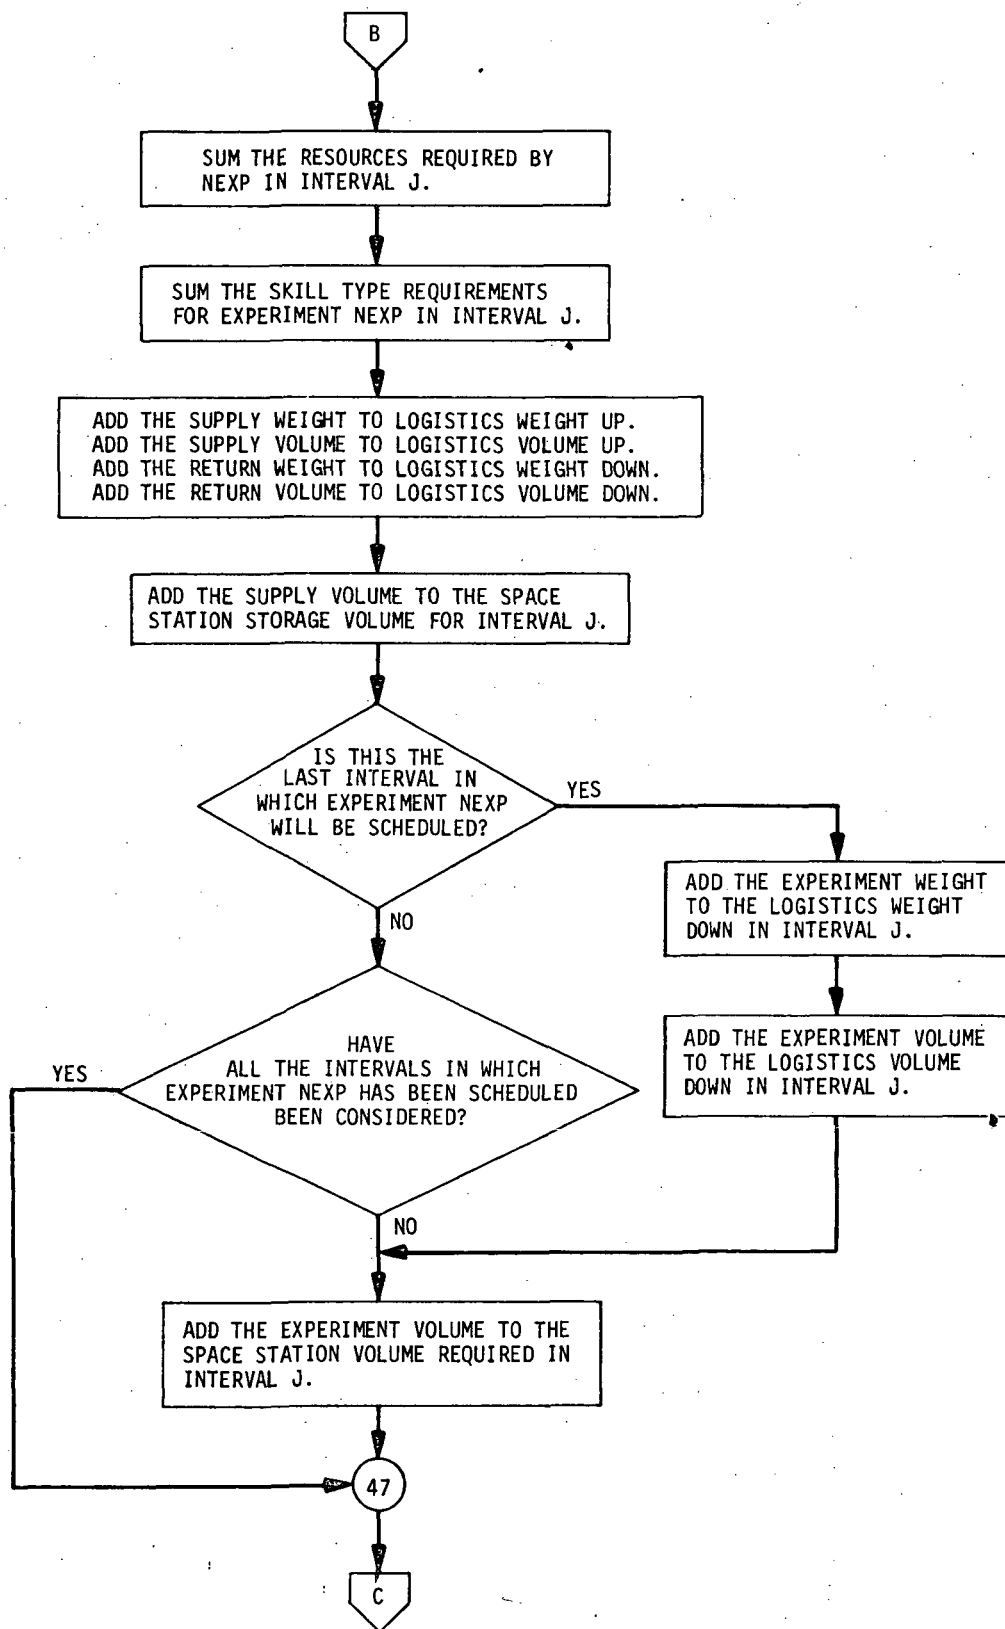 B
SUM THE RESOURCES REQUIRED BY
NEXP IN INTERVAL J.
SUM THE SKILL TYPE REQUIREMENTS
FOR EXPERIMENT NEXP IN INTERVAL J.
ADD THE SUPPLY WEIGHT TO LOGISTICS WEIGHT UP.
ADD THE SUPPLY VOLUME TO LOGISTICS VOLUME UP.
ADD THE RETURN WEIGHT TO LOGISTICS WEIGHT DOWN.
ADD THE RETURN VOLUME TO LOGISTICS VOLUME DOWN.
ADD THE SUPPLY VOLUME TO THE SPACE
STATION STORAGE VOLUME FOR INTERVAL J.
IS THIS THE
LAST INTERVAL IN
WHICH EXPERIMENT NEXP
WILL BE SCHEDULED?
YES
ADD THE EXPERIMENT WEIGHT
TO THE LOGISTICS WEIGHT
DOWN IN INTERVAL J.
NO
ADD THE EXPERIMENT VOLUME
TO THE LOGISTICS VOLUME
DOWN IN INTERVAL J.
HAVE
ALL THE INTERVALS IN WHICH
EXPERIMENT NEXP HAS BEEN SCHEDULED
BEEN CONSIDERED?
YES
NO
ADD THE EXPERIMENT VOLUME TO THE
SPACE STATION VOLUME REQUIRED IN
INTERVAL J.
47
C